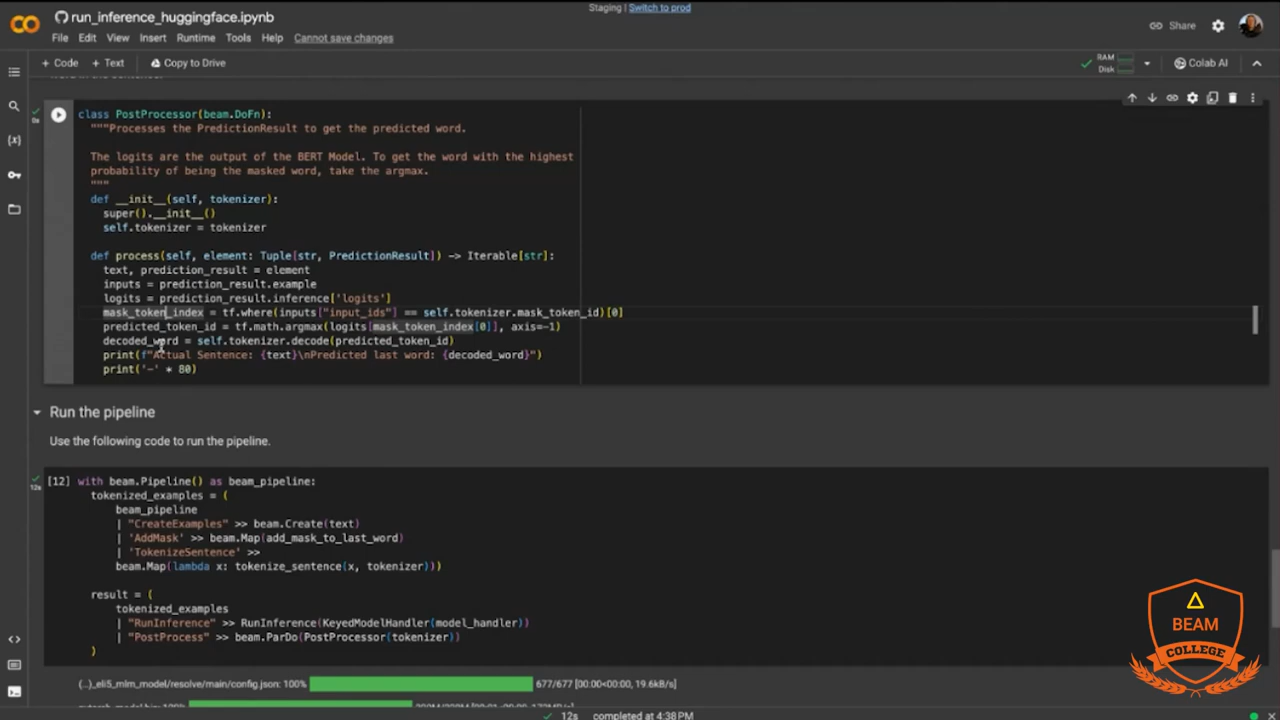 Staging | Switch to prod
run_inference_huggingface.ipynb
Share
File Edit View Insert Runtime Tools Help Cannot save changes
+ Code + Text Copy to Drive
RAM
Disk
Colab AI
class PostProcessor(beam.DoFn):
"""Processes the PredictionResult to get the predicted word.
The logits are the output of the BERT Model. To get the word with the highest
probability of being the masked word, take the argmax.
"""
def __init__(self, tokenizer):
super().__init__()
self.tokenizer = tokenizer
def process(self, element: Tuple[str, PredictionResult]) -> Iterable[str]:
text, prediction_result = element
inputs = prediction_result.example
logits = prediction_result.inference['logits']
mask_token_index = tf.where(inputs["input_ids"] == self.tokenizer.mask_token_id)[0]
predicted_token_id = tf.math.argmax(logits[mask_token_index[0]], axis=-1)
decoded_word = self.tokenizer.decode(predicted_token_id)
print(f"Actual Sentence: {text}\nPredicted last word: {decoded_word}")
print('-' * 80)
Run the pipeline
Use the following code to run the pipeline.
12s
[12] with beam.Pipeline() as beam_pipeline:
tokenized_examples = (
beam_pipeline
| "CreateExamples" >> beam.Create(text)
| 'AddMask' >> beam.Map(add_mask_to_last_word)
| 'TokenizeSentence' >>
beam.Map(lambda x: tokenize_sentence(x, tokenizer)))
result = (
tokenized_examples
| "RunInference" >> RunInference(KeyedModelHandler(model_handler))
| "PostProcess" >> beam.ParDo(PostProcessor(tokenizer))
)
(…)_eli5_mlm_model/resolve/main/config.json: 100% 677/677 [00:00<00:00, 19.6kB/s]
12s completed at 4:38 PM
BEAM
COLLEGE